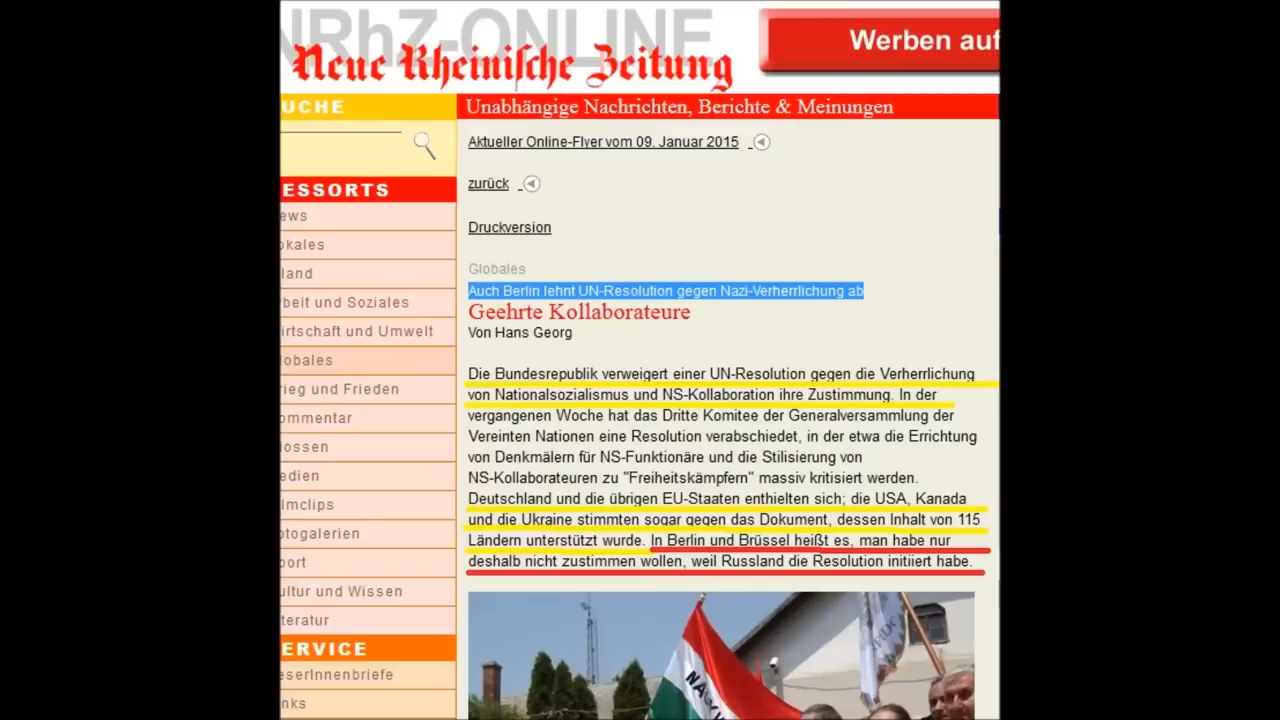 NRhZ-ONLINE
Neue Rheinische Zeitung
Werben auf
UCHE
Unabhängige Nachrichten, Berichte & Meinungen
Aktueller Online-Flyer vom 09. Januar 2015
zurück
ESSORTS
Druckversion
ews
okales
land
beit und Soziales
irtschaft und Umwelt
lobales
rieg und Frieden
ommentar
lossen
edien
lmclips
otogalerien
port
ultur und Wissen
iteratur
ERVICE
eserInnenbriefe
inks
Globales
Auch Berlin lehnt UN-Resolution gegen Nazi-Verherrlichung ab
Geehrte Kollaborateure
Von Hans Georg
Die Bundesrepublik verweigert einer UN-Resolution gegen die Verherrlichung
von Nationalsozialismus und NS-Kollaboration ihre Zustimmung. In der
vergangenen Woche hat das Dritte Komitee der Generalversammlung der
Vereinten Nationen eine Resolution verabschiedet, in der etwa die Errichtung
von Denkmälern für NS-Funktionäre und die Stilisierung von
NS-Kollaborateuren zu "Freiheitskämpfern" massiv kritisiert werden.
Deutschland und die übrigen EU-Staaten enthielten sich; die USA, Kanada
und die Ukraine stimmten sogar gegen das Dokument, dessen Inhalt von 115
Ländern unterstützt wurde. In Berlin und Brüssel heißt es, man habe nur
deshalb nicht zustimmen wollen, weil Russland die Resolution initiiert habe.